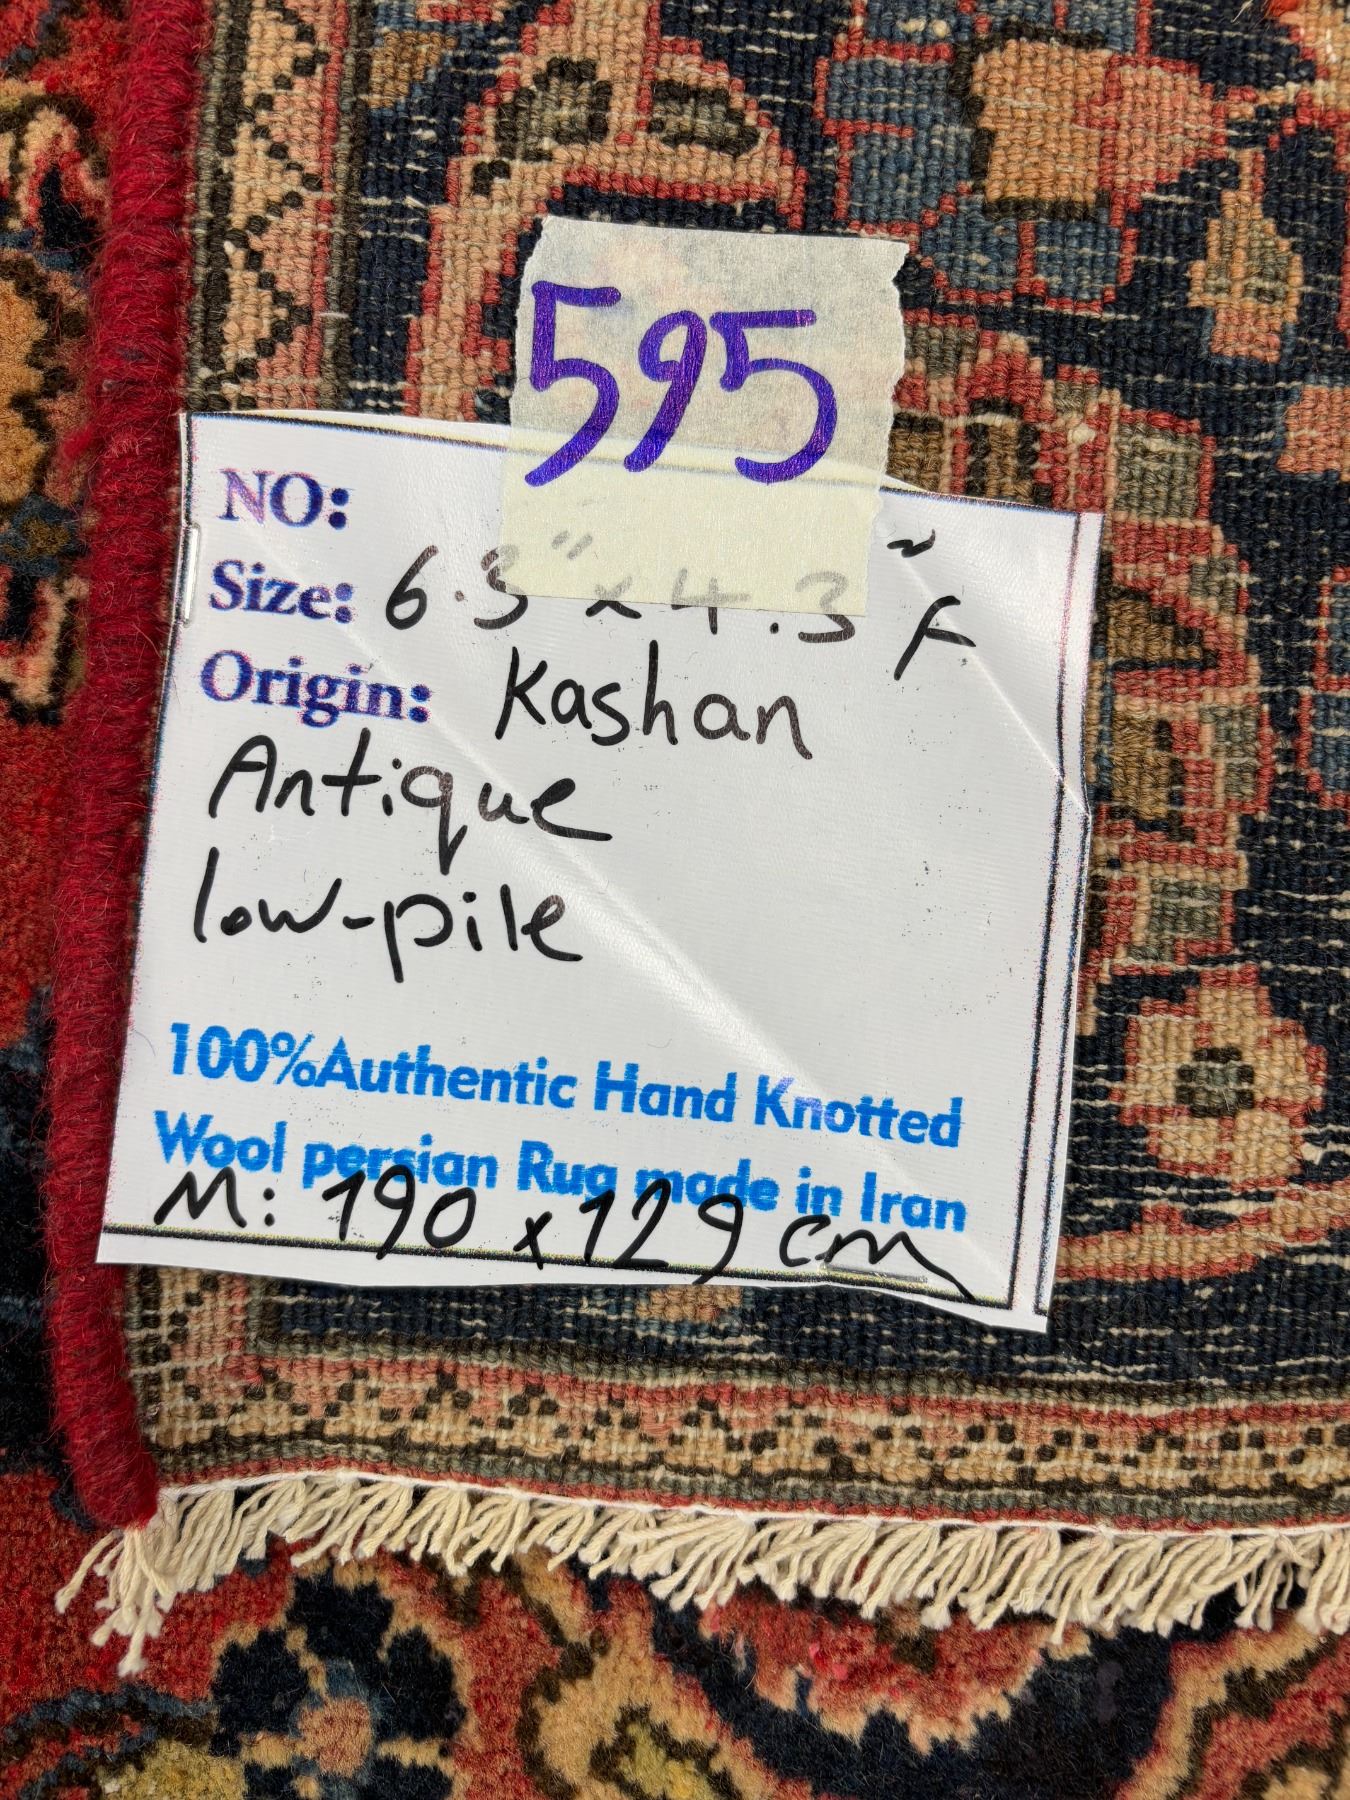 595
NO:
Size: 6.3" x 4.3" F
Origin: Kashan
Antique
low-pile
100%Authentic Hand Knotted
Wool persian Rug made in Iran
M: 190 x 129 cm